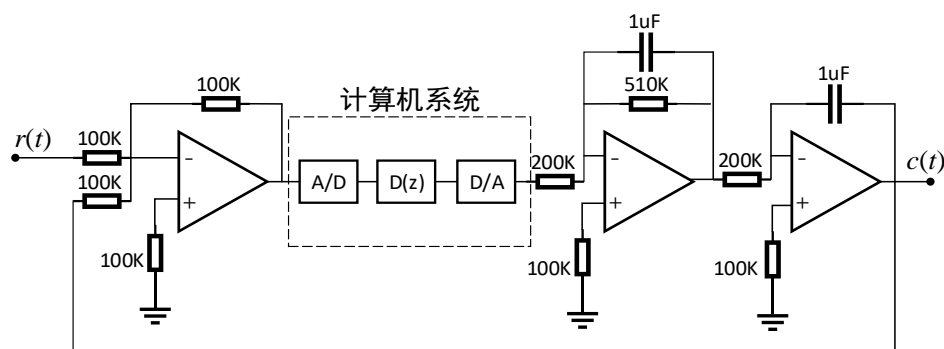 1uF
510K
1uF
100K
计算机系统
r(t)
100K
100K
A/D
D(z)
D/A
200K
200K
c(t)
-
+
-
+
-
+
100K
100K
100K